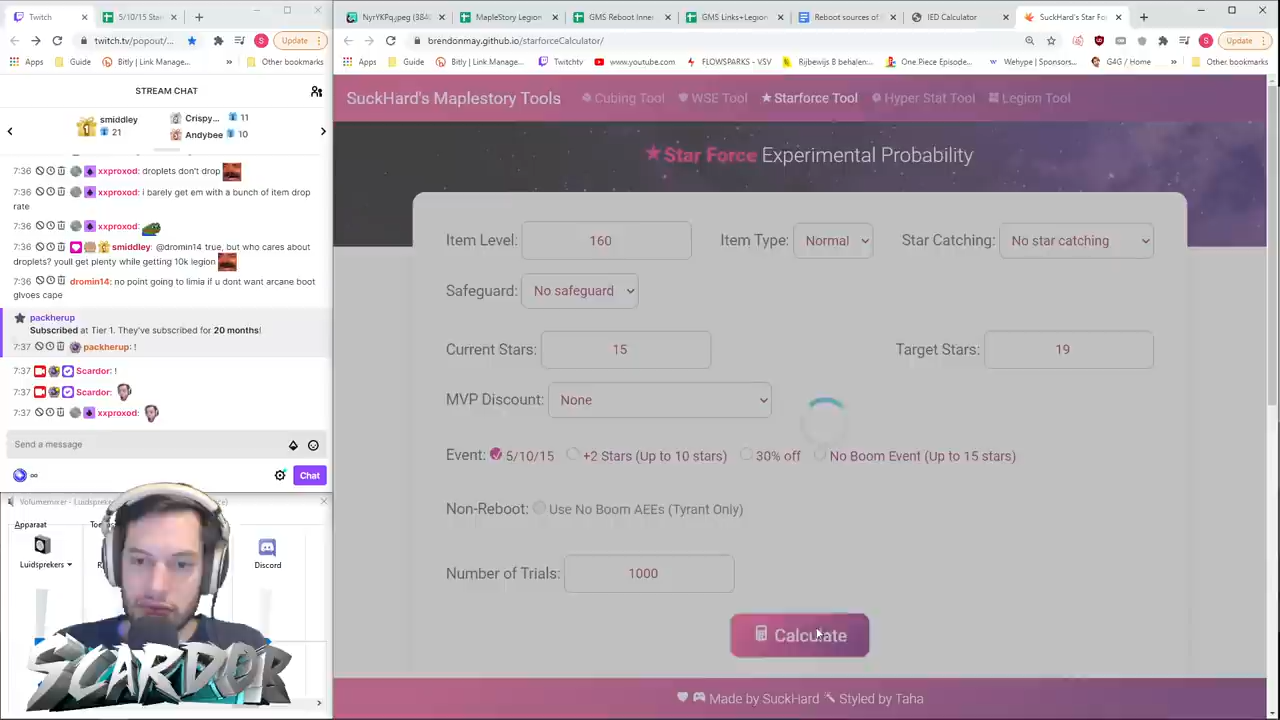 Twitch
5/10/15 Star
Update
twitch.tv/popout/...
Apps
Guide
Bitly | Link Manage...
Other bookmarks
STREAM CHAT
smiddley
21
Crispy...
11
Andybee
10
7:36 xxproxod: droplets don't drop
7:36 xxproxod: i barely get em with a bunch of item drop
rate
7:36 xxproxod:
7:36 smiddley: @dromin14 true, but who cares about
droplets? youll get plenty while getting 10k legion
7:36 dromin14: no point going to limia if u dont want arcane boot
glvoes cape
packherup
Subscribed at Tier 1. They've subscribed for 20 months!
7:37 packherup: !
7:37 Scardor: !
7:37 Scardor:
7:37 xxproxod:
Send a message
Chat
Apparaat
Luidsprekers
Discord
SCARDOR
NyrYKPq.jpeg (384
MapleStory Legion
GMS Reboot Inner
GMS Links+Legion
Reboot sources of
IED Calculator
SuckHard's Star For
brendonmay.github.io/starforceCalculator/
Update
Apps
Guide
Bitly | Link Manag...
Twitchtv
www.youtube.com
FLOWSPARKS - VSV
Rijbewijs B behalen:...
One.Piece.Episode...
G4G / Home
Wehype | Sponsors...
Other bookmarks
SuckHard's Maplestory Tools
Cubing Tool
WSE Tool
Starforce Tool
Hyper Stat Tool
Legion Tool
Star Force Experimental Probability
Item Level: 160
Item Type: Normal
Star Catching: No star catching
Safeguard: No safeguard
Current Stars: 15
Target Stars: 19
MVP Discount: None
Event: 5/10/15 +2 Stars (Up to 10 stars) 30% off No Boom Event (Up to 15 stars)
Non-Reboot: Use No Boom AEEs (Tyrant Only)
Number of Trials: 1000
Calculate
Made by SuckHard Styled by Taha